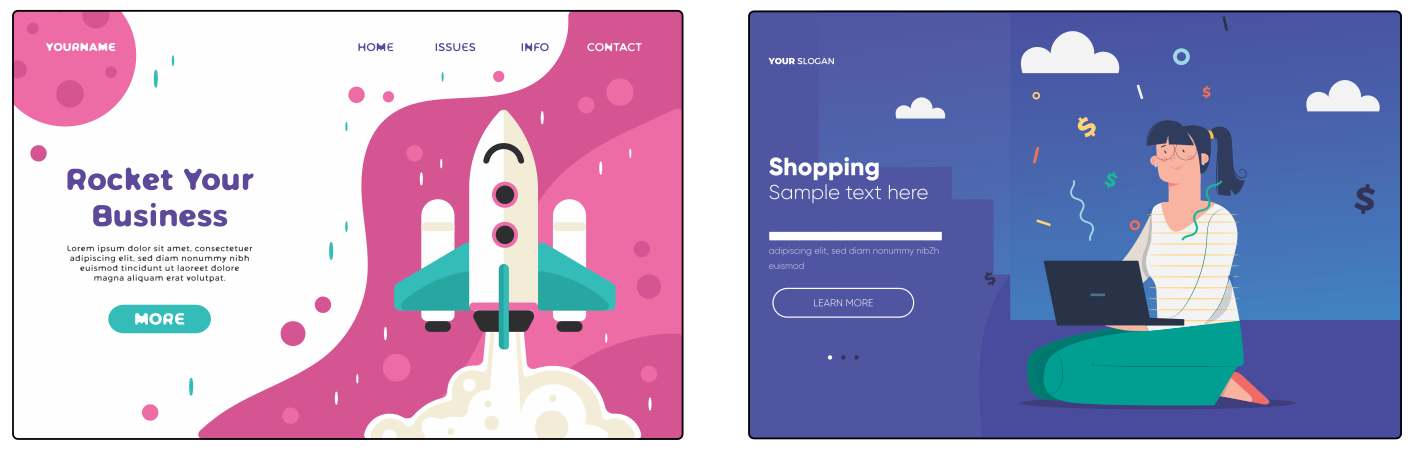 YOURNAME
HOME ISSUES INFO CONTACT
Rocket Your
Business
Lorem ipsum dolor sit amet, consectetuer
adipiscing elit, sed diam nonummy nibh
euismod tincidunt ut laoreet dolore
magna aliquam erat volutpat.
MORE
YOUR SLOGAN
Shopping
Sample text here
adipiscing elit, sed diam nonummy nibZh
euismod
LEARN MORE